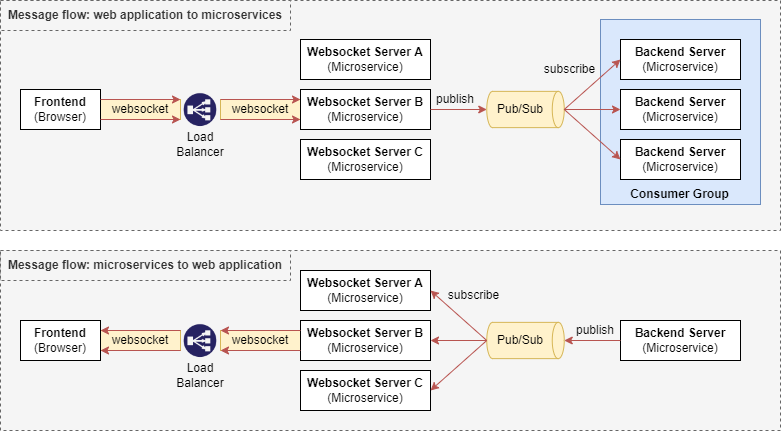 Message flow: web application to microservices
Websocket Server A
(Microservice)
Frontend
(Browser)
websocket
Load
Balancer
websocket
Websocket Server B
(Microservice)
publish
Pub/Sub
subscribe
Websocket Server C
(Microservice)
Backend Server
(Microservice)
Backend Server
(Microservice)
Backend Server
(Microservice)
Consumer Group
Message flow: microservices to web application
Websocket Server A
(Microservice)
subscribe
Frontend
(Browser)
websocket
Load
Balancer
websocket
Websocket Server B
(Microservice)
Pub/Sub
publish
Backend Server
(Microservice)
Websocket Server C
(Microservice)